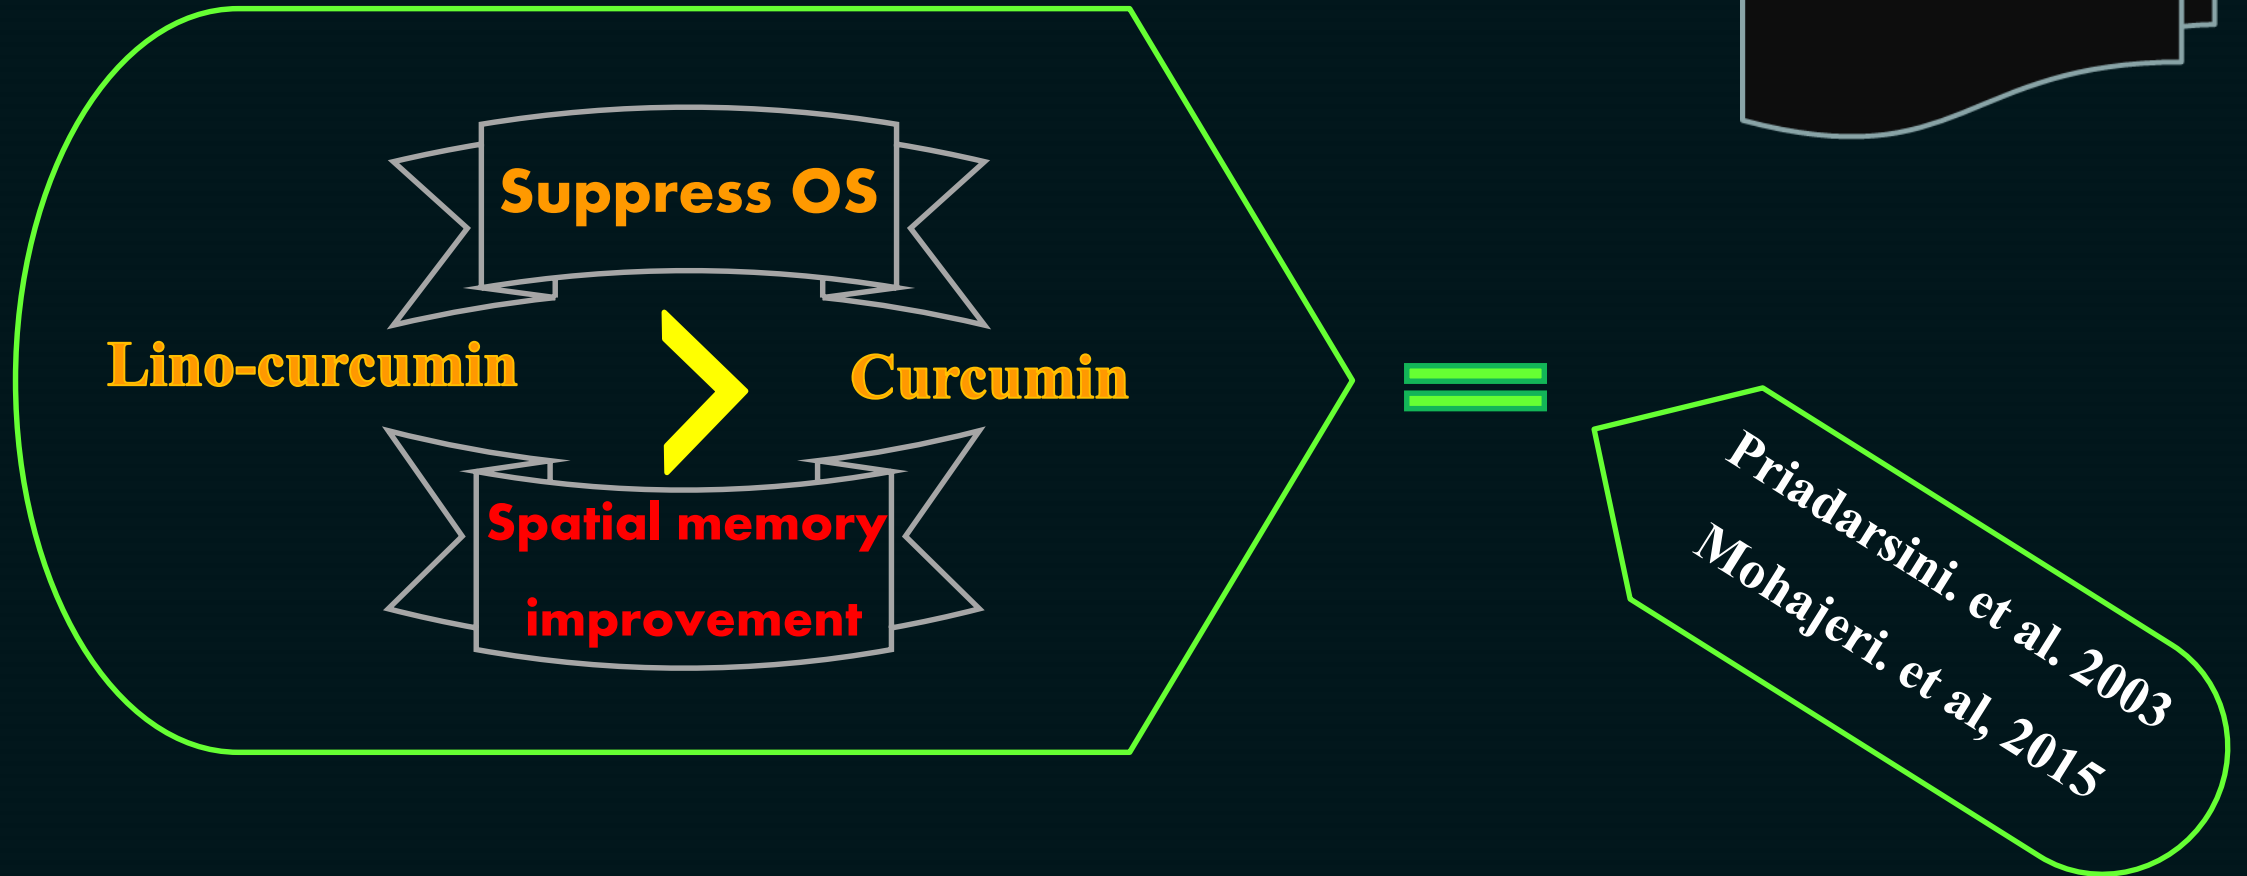 Suppress OS
Lino-curcumin
Curcumin
Spatial memory
improvement
Priadarsini. et al. 2003
Mohajeri. et al, 2015